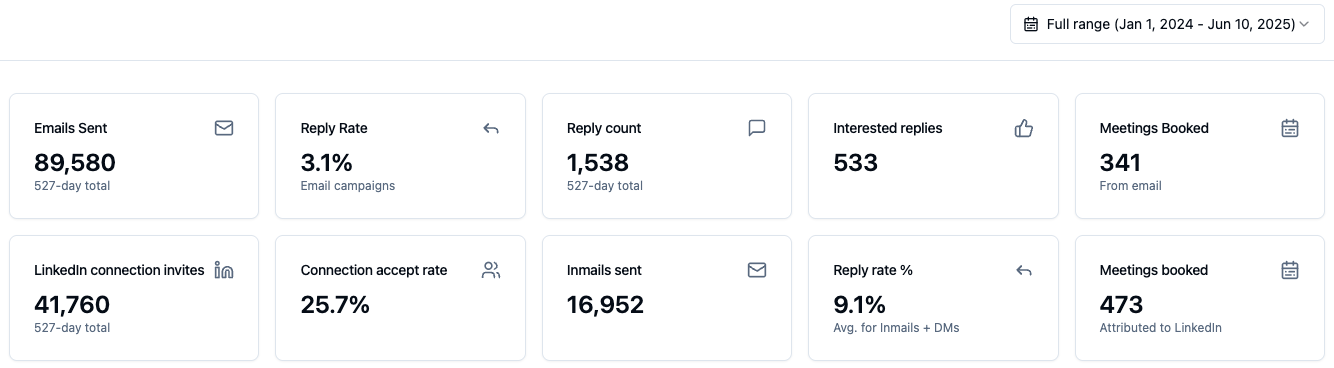 Full range (Jan 1, 2024 - Jun 10, 2025)
Emails Sent
89,580
527-day total
Reply Rate
3.1%
Email campaigns
Reply count
1,538
527-day total
Interested replies
533
Meetings Booked
341
From email
LinkedIn connection invites
41,760
527-day total
Connection accept rate
25.7%
Inmails sent
16,952
Reply rate %
9.1%
Avg. for Inmails + DMs
Meetings booked
473
Attributed to LinkedIn